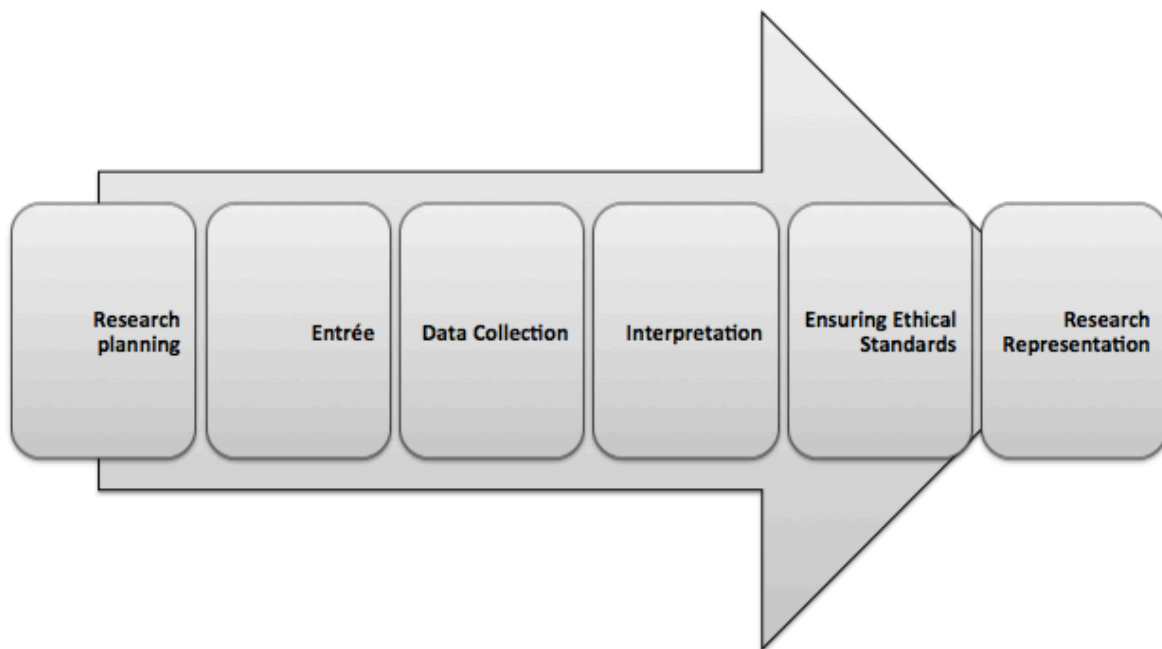 Research
planning
Entrée
Data Collection
Interpretation
Ensuring Ethical
Standards
Research
Representation